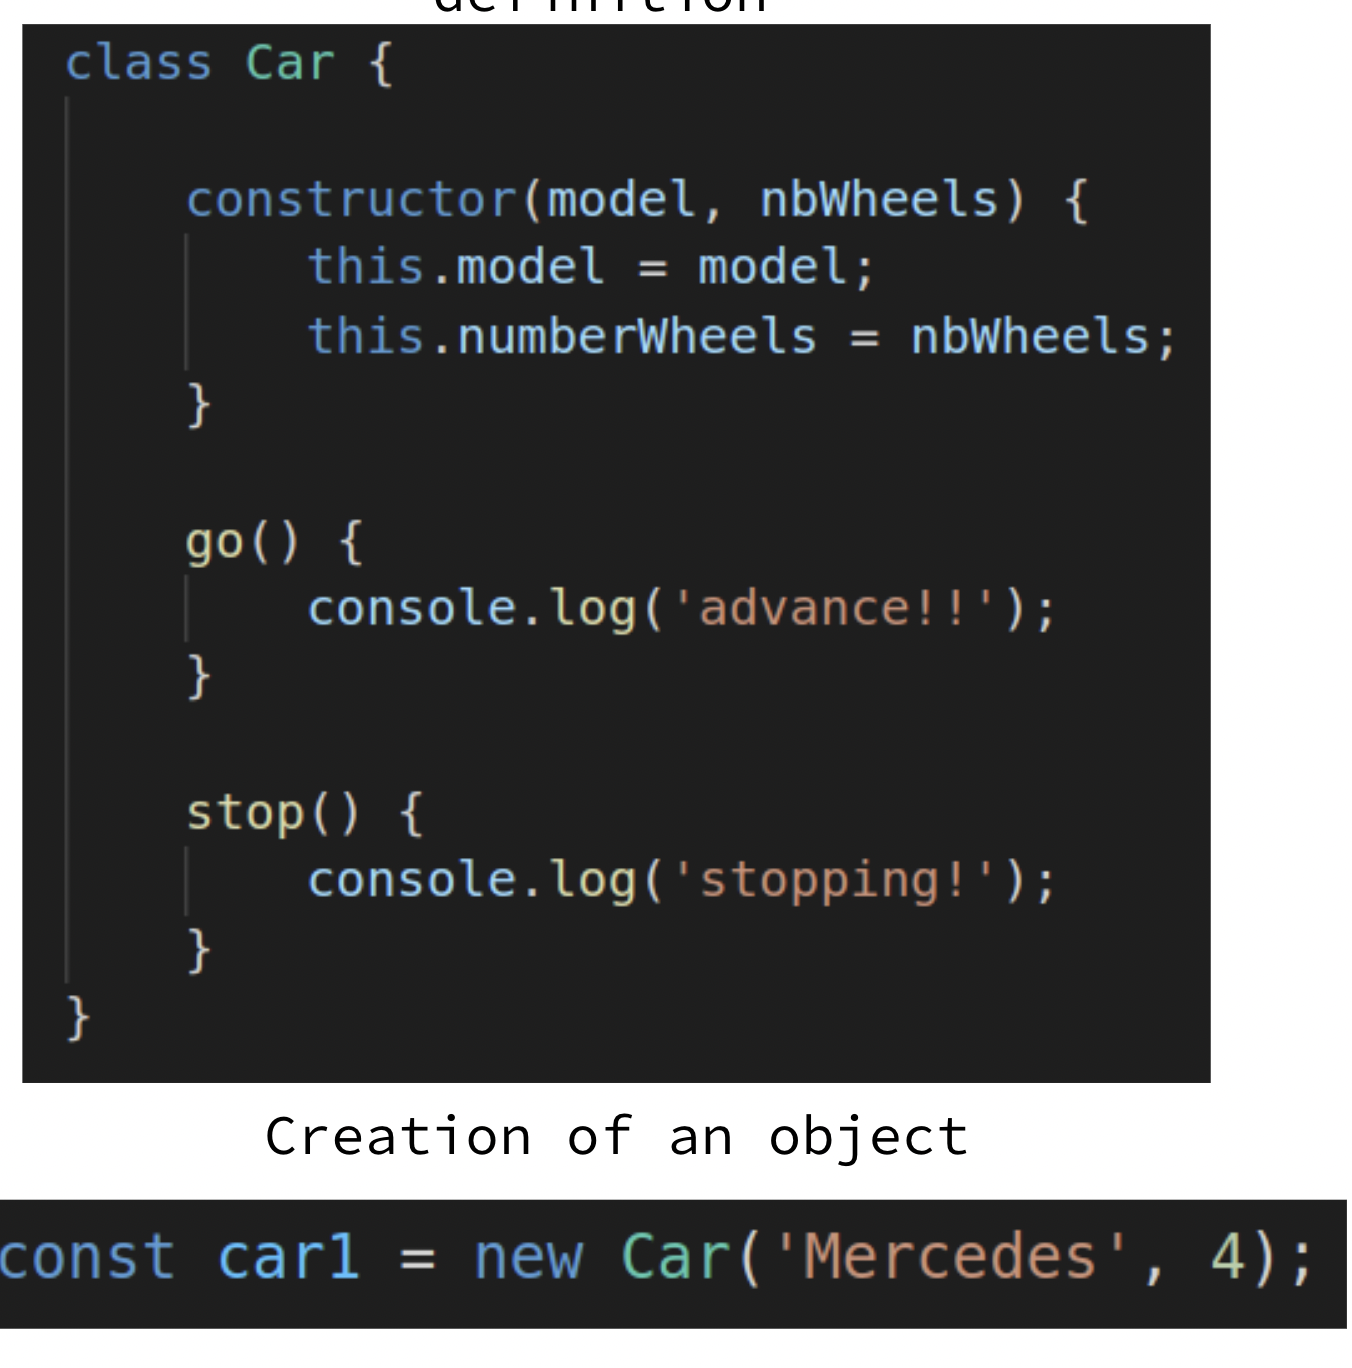 definition
class Car {
constructor(model, nbWheels) {
this.model = model;
this.numberWheels = nbWheels;
}
go() {
console.log('advance!!');
}
stop() {
console.log('stopping!');
}
}
Creation of an object
const car1 = new Car('Mercedes', 4);